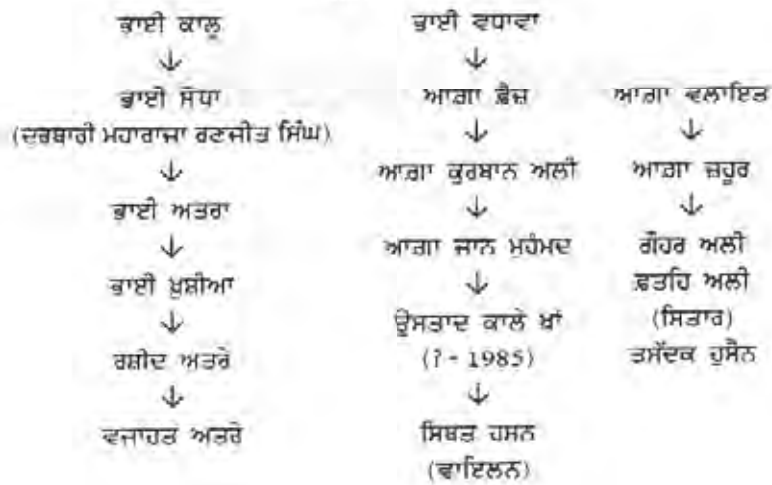 ਭਾਈ ਕਾਲੂ
↓
ਭਾਈ ਸੋਧਾ
(ਦਰਬਾਰੀ ਮਹਾਰਾਜਾ ਰਣਜੀਤ ਸਿੰਘ)
↓
ਭਾਈ ਅਤਰਾ
↓
ਭਾਈ ਖ਼ੁਸ਼ੀਆ
↓
ਰਸ਼ੀਦ ਅਤਰੇ
↓
ਵਜਾਹਤ ਅਤਰੇ
ਭਾਈ ਵਧਾਵਾ
↓
ਆਗ਼ਾ ਫ਼ੈਜ਼
↓
ਆਗ਼ਾ ਕੁਰਬਾਨ ਅਲੀ
↓
ਆਗ਼ਾ ਜਾਨ ਮੁਹੰਮਦ
↓
ਉਸਤਾਦ ਕਾਲੇ ਖ਼ਾਂ
(? - 1985)
↓
ਸਿਬਤ ਹਸਨ
(ਵਾਇਲਨ)
ਆਗ਼ਾ ਵਲਾਇਤ
↓
ਆਗ਼ਾ ਜ਼ਹੂਰ
↓
ਗੌਹਰ ਅਲੀ
ਫ਼ਤਹਿ ਅਲੀ
(ਸਿਤਾਰ)
ਤਸੱਦਕ ਹੁਸੈਨ